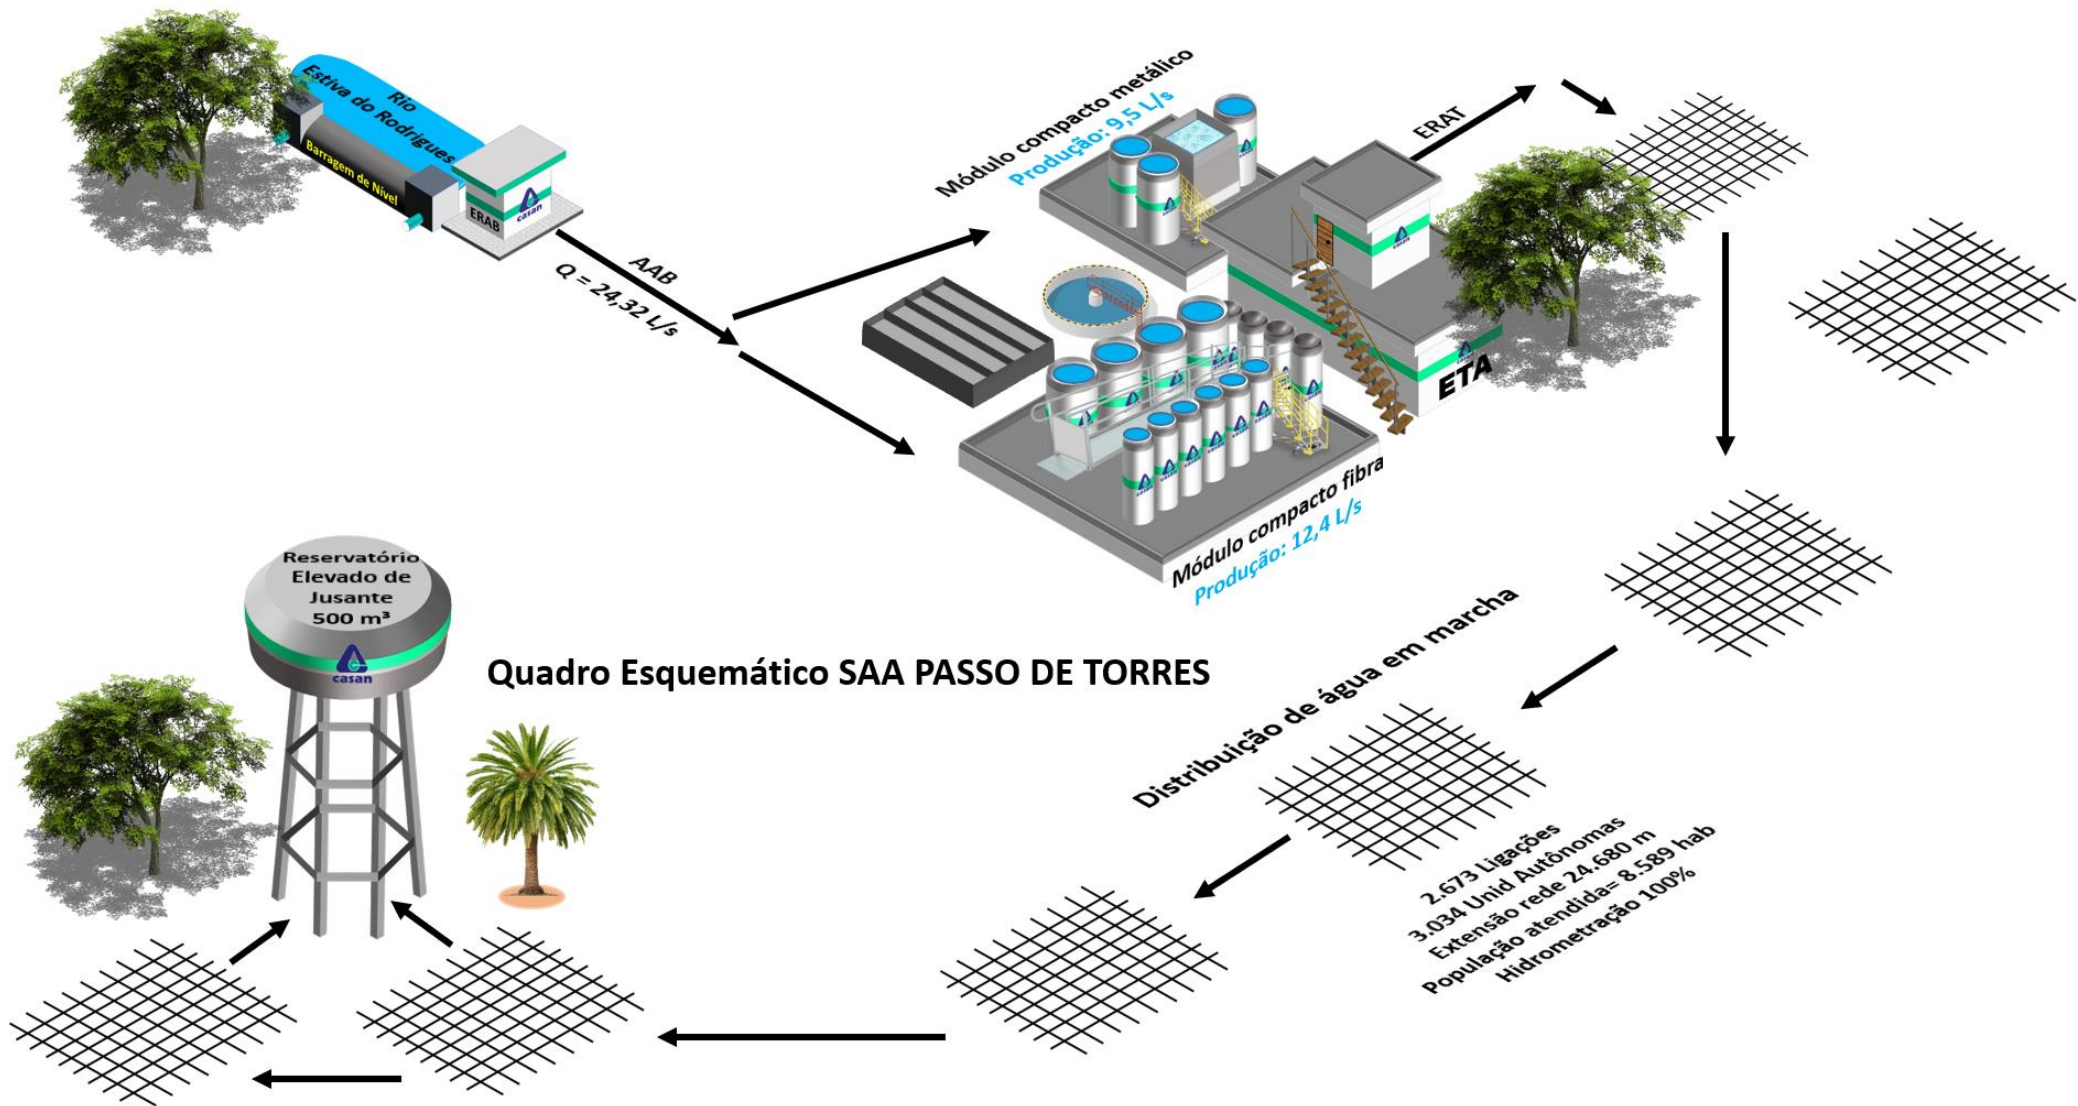 Rio
Estiva do Rodrigues
Barragem de Nível
ERAB
casan
AAB
Q = 24,32 L/s
Módulo compacto metálico
Produção: 9,5 L/s
ERAT
ETA
Módulo compacto fibra
Produção: 12,4 L/s
Reservatório
Elevado de
Jusante
500 m³
casan
Quadro Esquemático SAA PASSO DE TORRES
Distribuição de água em marcha
2.673 Ligações
3.034 Unid Autônomas
Extensão rede 24.680 m
População atendida= 8.589 hab
Hidrometração 100%